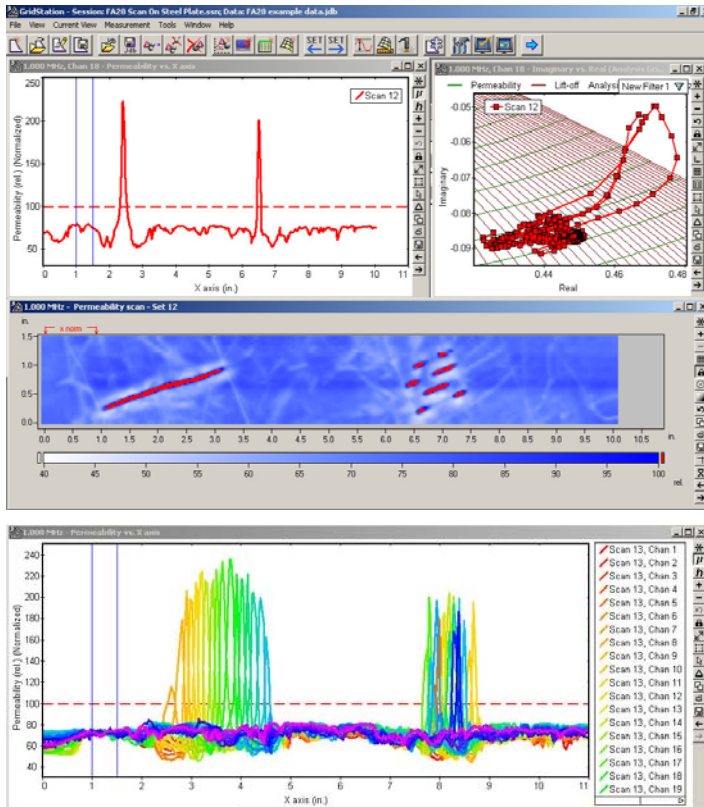 GridStation - Session: FA20 Scan On Steel Plate.ssn; Data: FA20 example data.jdb
File View Current View Measurement Tools Window Help
SET SET
1.000 MHz, Chan 18 - Permeability vs. X axis
Permeability (rel.) (Normalized)
250
200
150
100
50
Scan 12
0 1 2 3 4 5 6 7 8 9 10 11
X axis (in.)
1.000 MHz, Chan 18 - Imaginary vs. Real (Analysis Gri
Permeability Lift-off Analysi New Filter 1
Scan 12
Imaginary
-0.05
-0.06
-0.07
-0.08
-0.09
0.44 0.46 0.48
Real
1.000 MHz - Permeability scan - Set 12
in.
x norm
1.5
1.0
0.5
0.0
0.0 0.5 1.0 1.5 2.0 2.5 3.0 3.5 4.0 4.5 5.0 5.5 6.0 6.5 7.0 7.5 8.0 8.5 9.0 9.5 10.0 10.9
in.
40 45 50 55 60 65 70 75 80 85 90 95 100
rel.
1.000 MHz - Permeability vs. X axis
Permeability (rel.) (Normalized)
240
220
200
180
160
140
120
100
80
60
40
0 1 2 3 4 5 6 7 8 9 10 11
X axis (in.)
Scan 13, Chan 1
Scan 13, Chan 2
Scan 13, Chan 3
Scan 13, Chan 4
Scan 13, Chan 5
Scan 13, Chan 6
Scan 13, Chan 7
Scan 13, Chan 8
Scan 13, Chan 9
Scan 13, Chan 10
Scan 13, Chan 11
Scan 13, Chan 12
Scan 13, Chan 13
Scan 13, Chan 14
Scan 13, Chan 15
Scan 13, Chan 16
Scan 13, Chan 17
Scan 13, Chan 18
Scan 13, Chan 19